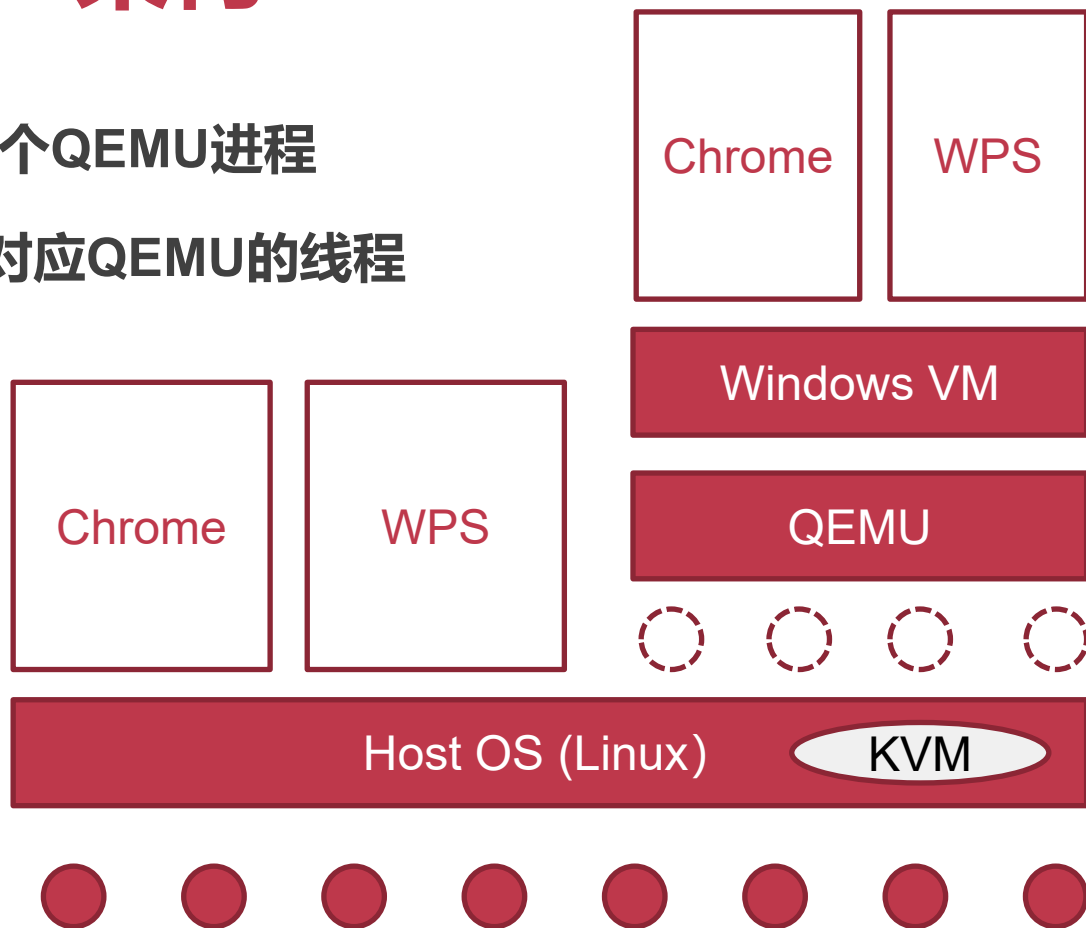 个QEMU进程
对应QEMU的线程
Chrome
WPS
Windows VM
QEMU
Chrome
WPS
Host OS (Linux)
KVM